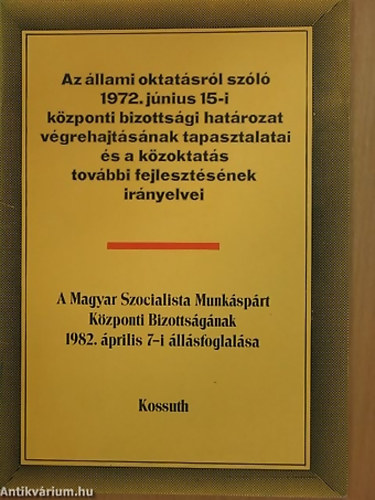 Az állami oktatásról szóló
1972. június 15-i
központi bizottsági határozat
végrehajtásának tapasztalatai
és a közoktatás
további fejlesztésének
irányelvei
A Magyar Szocialista Munkáspárt
Központi Bizottságának
1982. április 7-i állásfoglalása
Kossuth
Antikvárium.hu